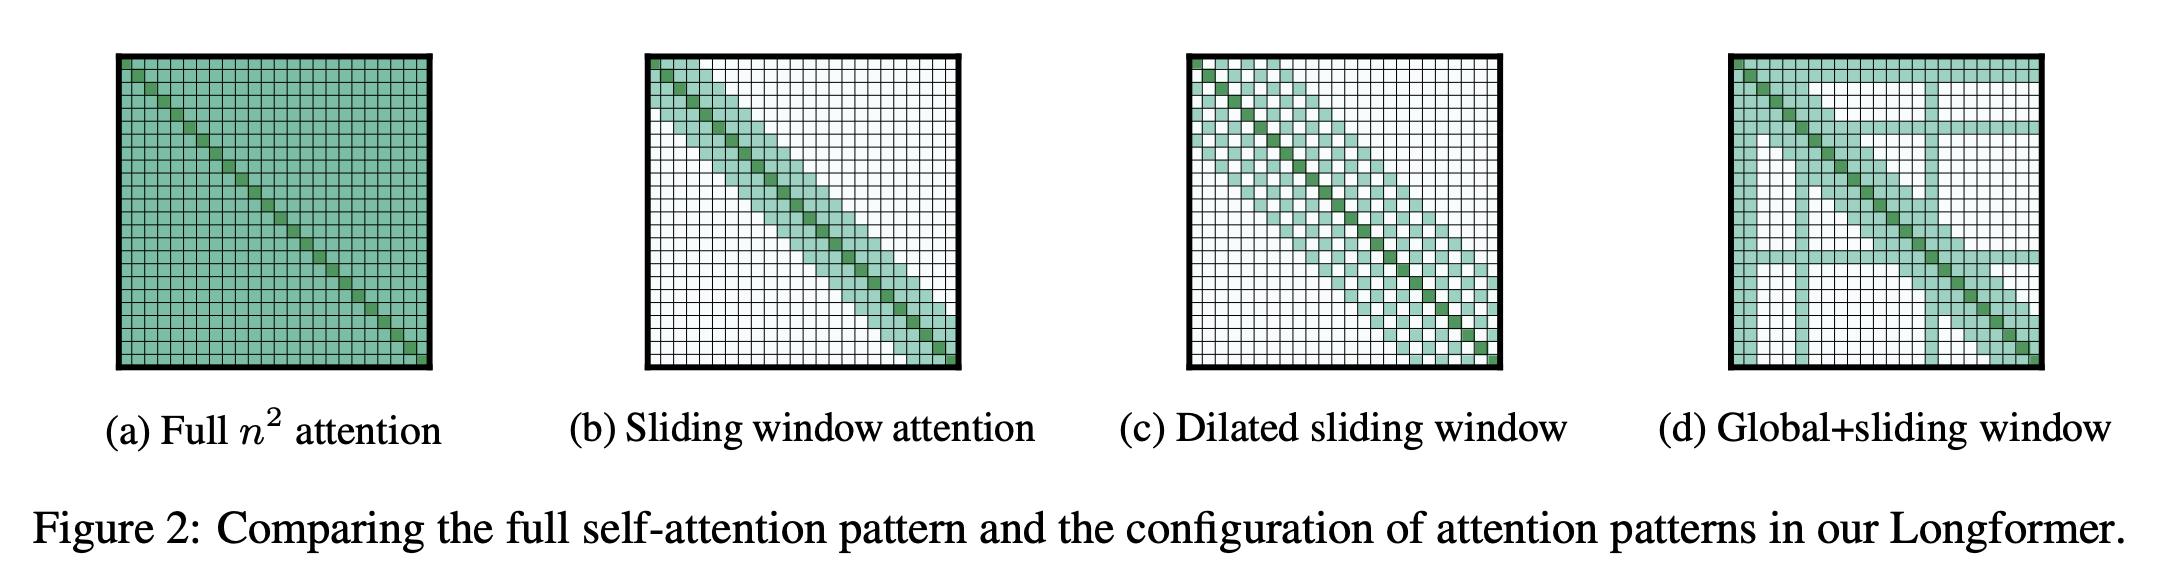 (a) Full n² attention
(b) Sliding window attention
(c) Dilated sliding window
(d) Global+sliding window
Figure 2: Comparing the full self-attention pattern and the configuration of attention patterns in our Longformer.